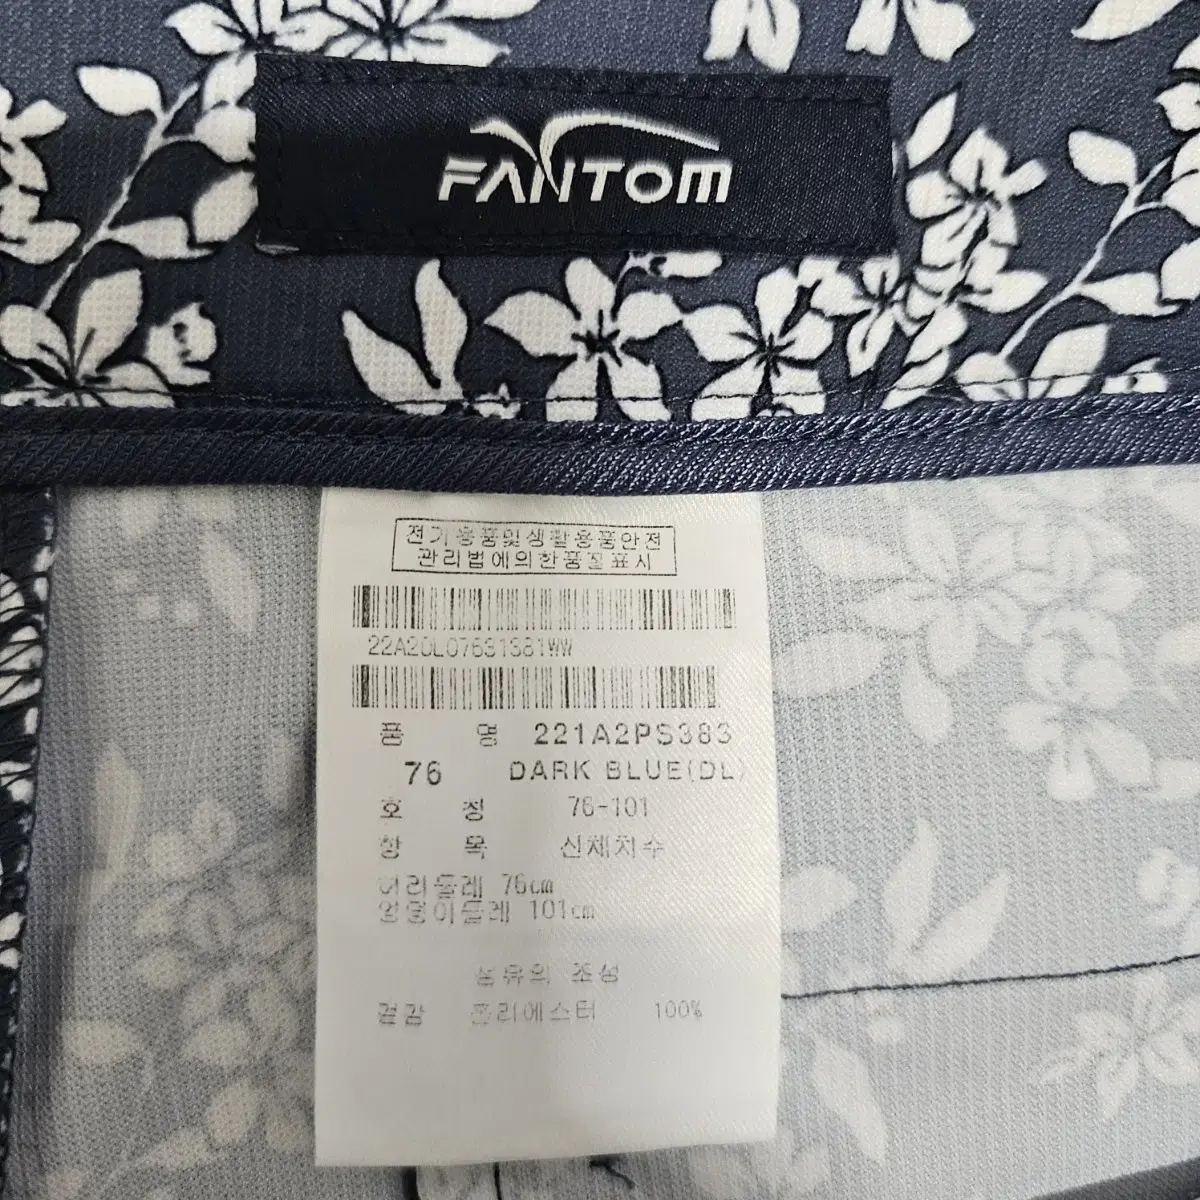 FANTOM
전기용품및생활용품안전
관리법에의한품질표시
22A20L07631381WW
품 명 221A2PS383
76 DARK BLUE(DL)
호 칭 76-101
항 목 신체치수
허리둘레 76cm
엉덩이둘레 101cm
섬유의 조성
겉감 폴리에스터 100%